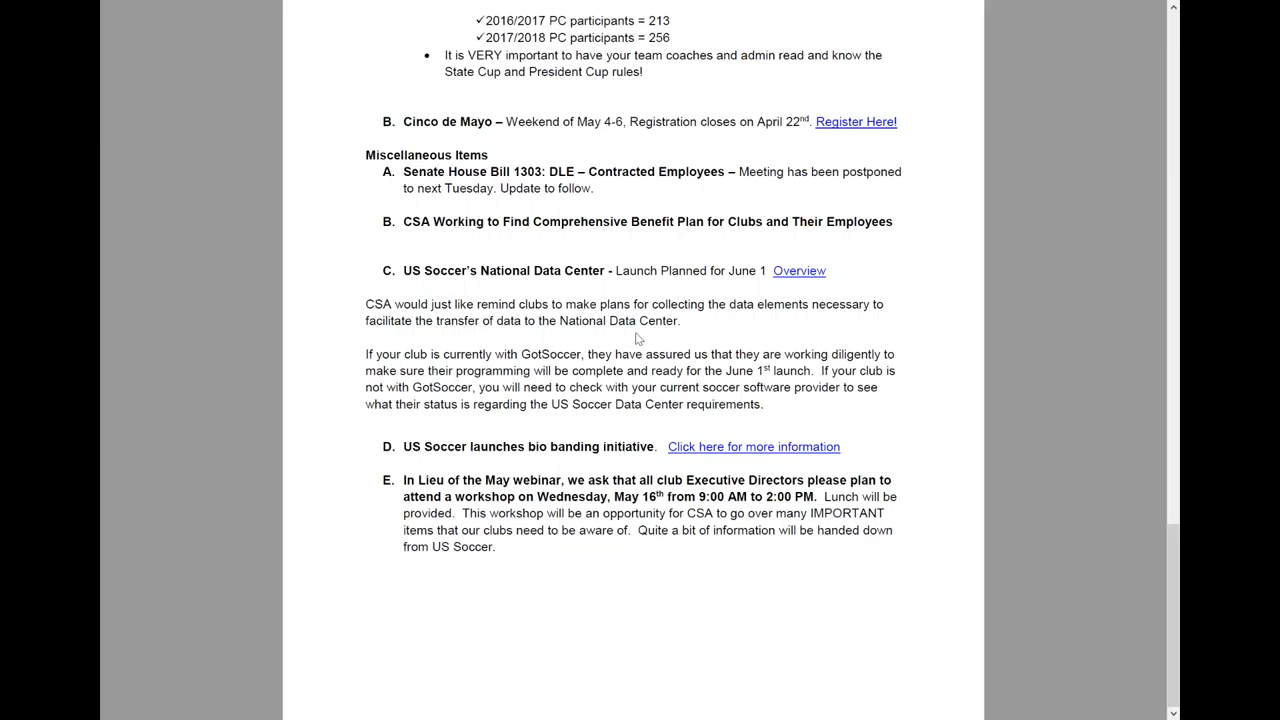 ✓2016/2017 PC participants = 213
✓2017/2018 PC participants = 256
• It is VERY important to have your team coaches and admin read and know the
State Cup and President Cup rules!
B. Cinco de Mayo – Weekend of May 4-6, Registration closes on April 22nd. Register Here!
Miscellaneous Items
A. Senate House Bill 1303: DLE – Contracted Employees – Meeting has been postponed
to next Tuesday. Update to follow.
B. CSA Working to Find Comprehensive Benefit Plan for Clubs and Their Employees
C. US Soccer's National Data Center - Launch Planned for June 1 Overview
CSA would just like remind clubs to make plans for collecting the data elements necessary to
facilitate the transfer of data to the National Data Center.
If your club is currently with GotSoccer, they have assured us that they are working diligently to
make sure their programming will be complete and ready for the June 1st launch. If your club is
not with GotSoccer, you will need to check with your current soccer software provider to see
what their status is regarding the US Soccer Data Center requirements.
D. US Soccer launches bio banding initiative. Click here for more information
E. In Lieu of the May webinar, we ask that all club Executive Directors please plan to
attend a workshop on Wednesday, May 16th from 9:00 AM to 2:00 PM. Lunch will be
provided. This workshop will be an opportunity for CSA to go over many IMPORTANT
items that our clubs need to be aware of. Quite a bit of information will be handed down
from US Soccer.